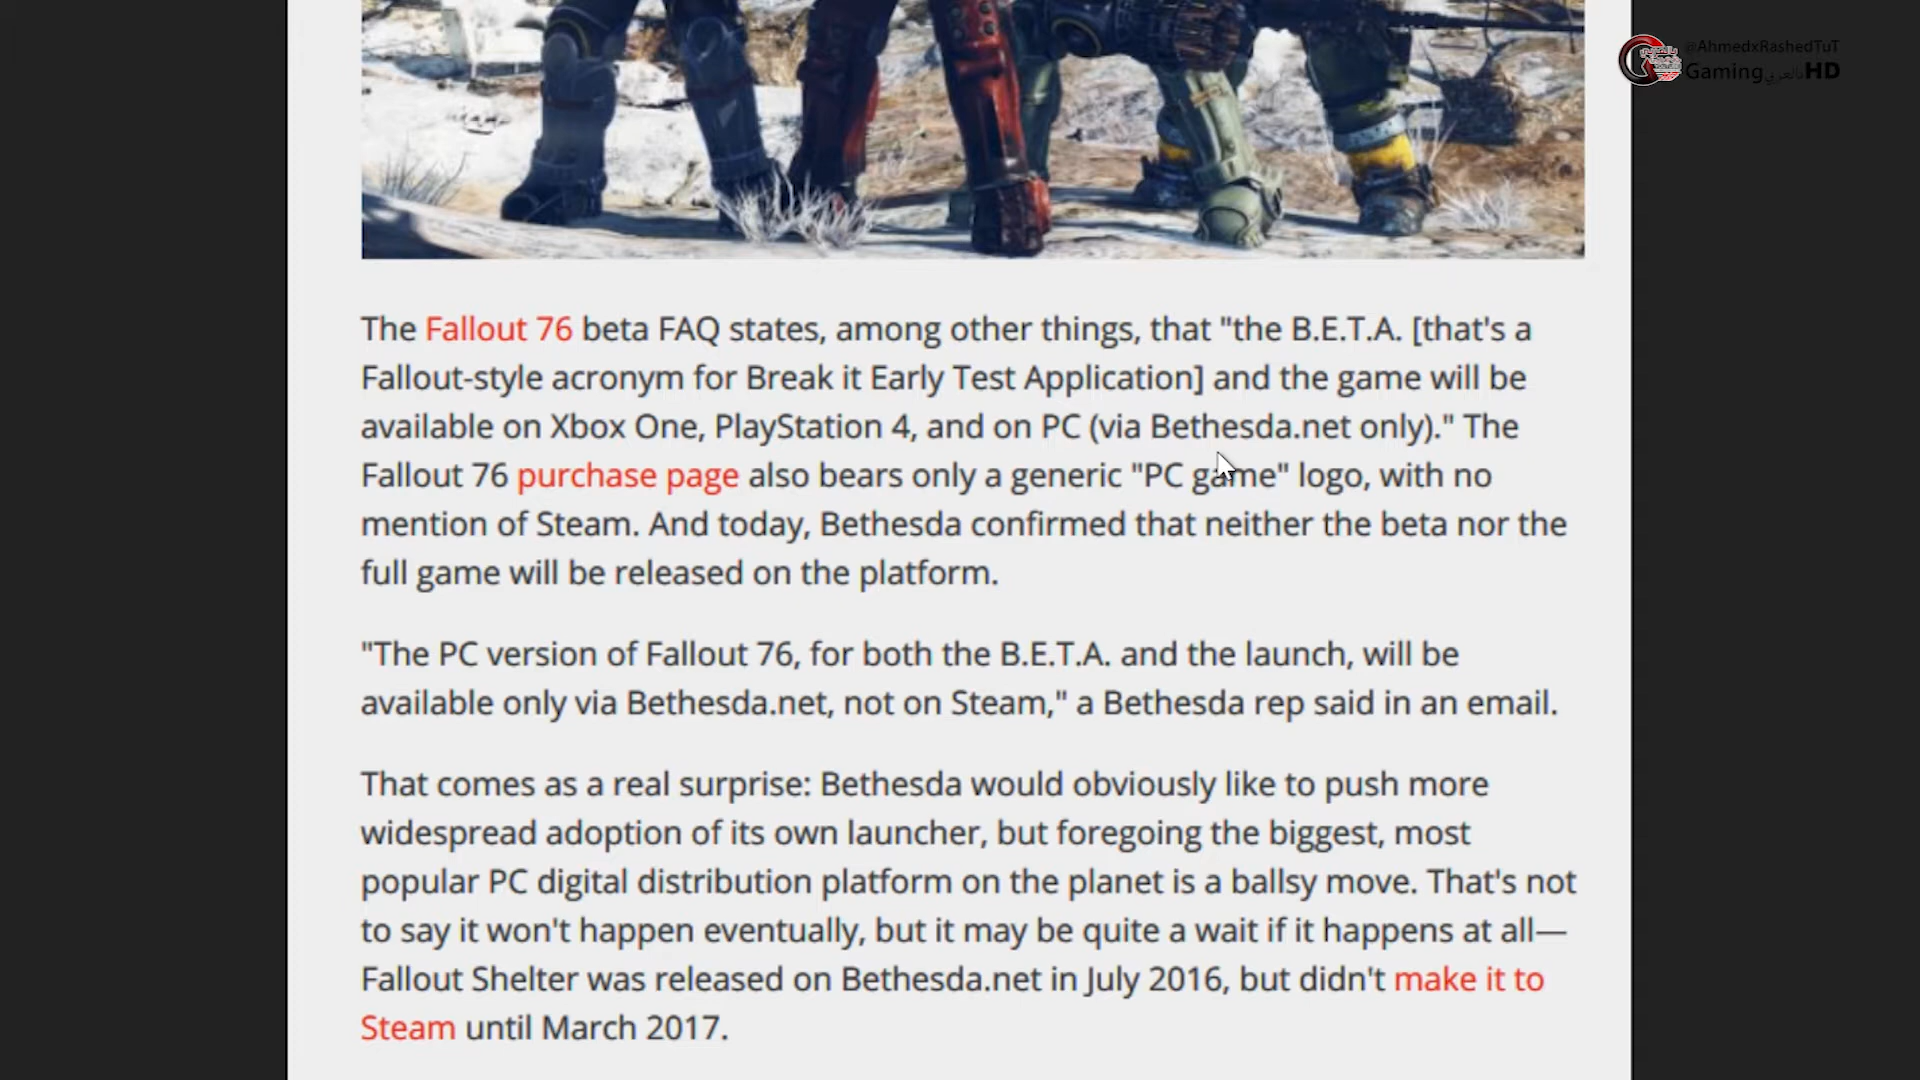 @AhmedxRashedTuT
Gaming بالعربي HD
The Fallout 76 beta FAQ states, among other things, that "the B.E.T.A. [that's a
Fallout-style acronym for Break it Early Test Application] and the game will be
available on Xbox One, PlayStation 4, and on PC (via Bethesda.net only)." The
Fallout 76 purchase page also bears only a generic "PC game" logo, with no
mention of Steam. And today, Bethesda confirmed that neither the beta nor the
full game will be released on the platform.
"The PC version of Fallout 76, for both the B.E.T.A. and the launch, will be
available only via Bethesda.net, not on Steam," a Bethesda rep said in an email.
That comes as a real surprise: Bethesda would obviously like to push more
widespread adoption of its own launcher, but foregoing the biggest, most
popular PC digital distribution platform on the planet is a ballsy move. That's not
to say it won't happen eventually, but it may be quite a wait if it happens at all—
Fallout Shelter was released on Bethesda.net in July 2016, but didn't make it to
Steam until March 2017.